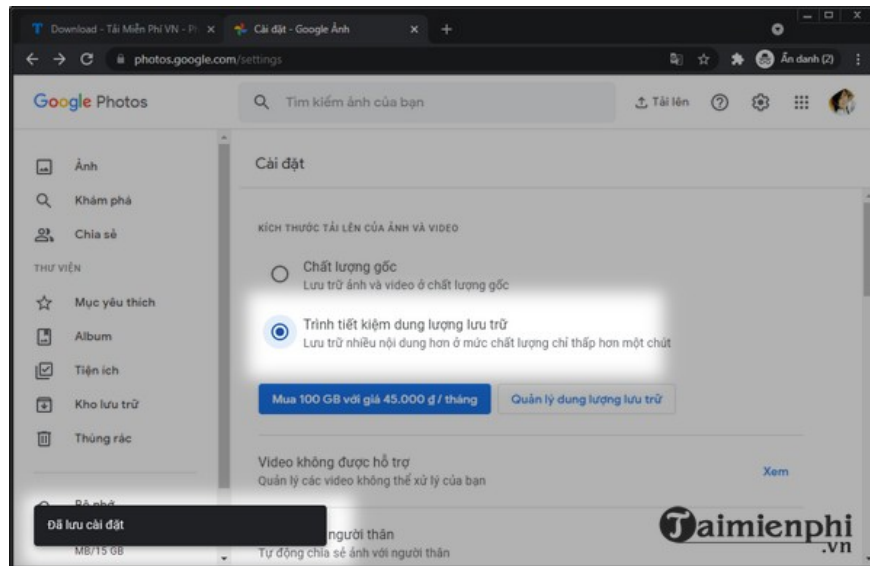 Download - Tải Miễn Phí VN - P
Cài đặt - Google Ảnh
photos.google.com/settings
Ẩn danh (2)
Google Photos
Tìm kiếm ảnh của bạn
Tải lên
Ảnh
Khám phá
Chia sẻ
THƯ VIỆN
Mục yêu thích
Album
Tiện ích
Kho lưu trữ
Thùng rác
Bộ nhớ
MB/15 GB
Đã lưu cài đặt
Cài đặt
KÍCH THƯỚC TẢI LÊN CỦA ẢNH VÀ VIDEO
Chất lượng gốc
Lưu trữ ảnh và video ở chất lượng gốc
Trình tiết kiệm dung lượng lưu trữ
Lưu trữ nhiều nội dung hơn ở mức chất lượng chỉ thấp hơn một chút
Mua 100 GB với giá 45.000 ₫ / tháng
Quản lý dung lượng lưu trữ
Video không được hỗ trợ
Quản lý các video không thể xử lý của bạn
Xem
người thân
Tự động chia sẻ ảnh với người thân
Taimienphi
.vn